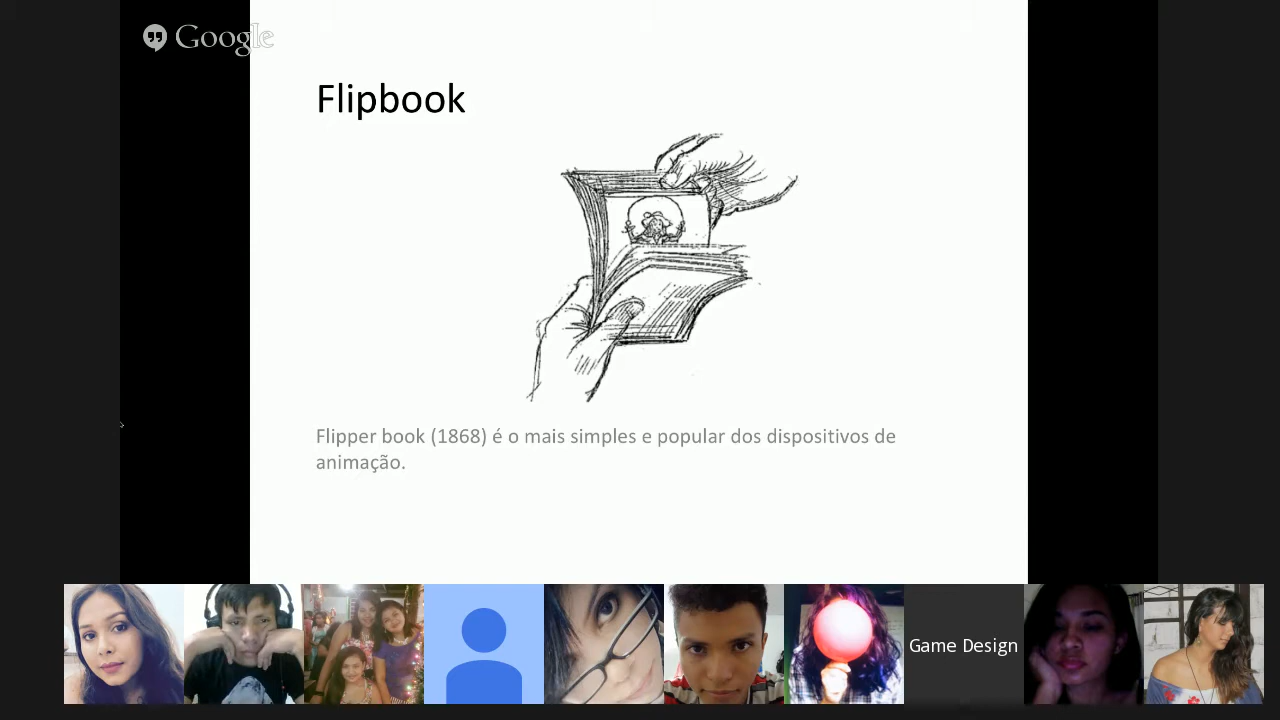 Google
Flipbook
Flipper book (1868) é o mais simples e popular dos dispositivos de
animação.
Game Design